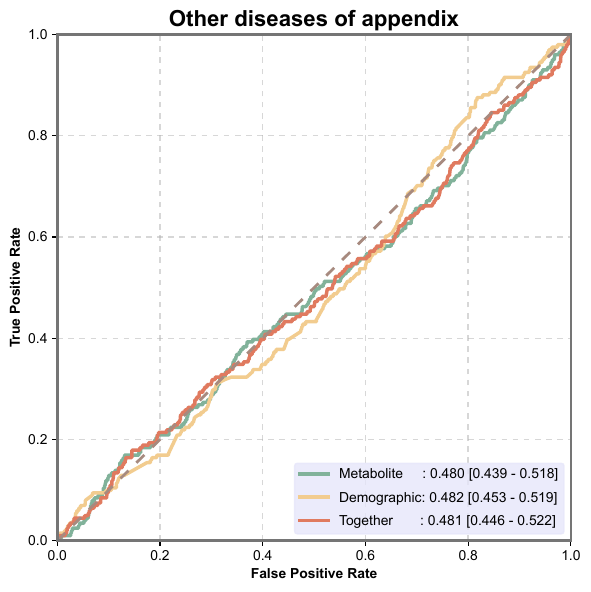 Other diseases of appendix
1.0
0.8
0.6
0.4
0.2
0.0
True Positive Rate
Metabolite : 0.480 [0.439 - 0.518]
Demographic: 0.482 [0.453 - 0.519]
Together : 0.481 [0.446 - 0.522]
0.0 0.2 0.4 0.6 0.8 1.0
False Positive Rate